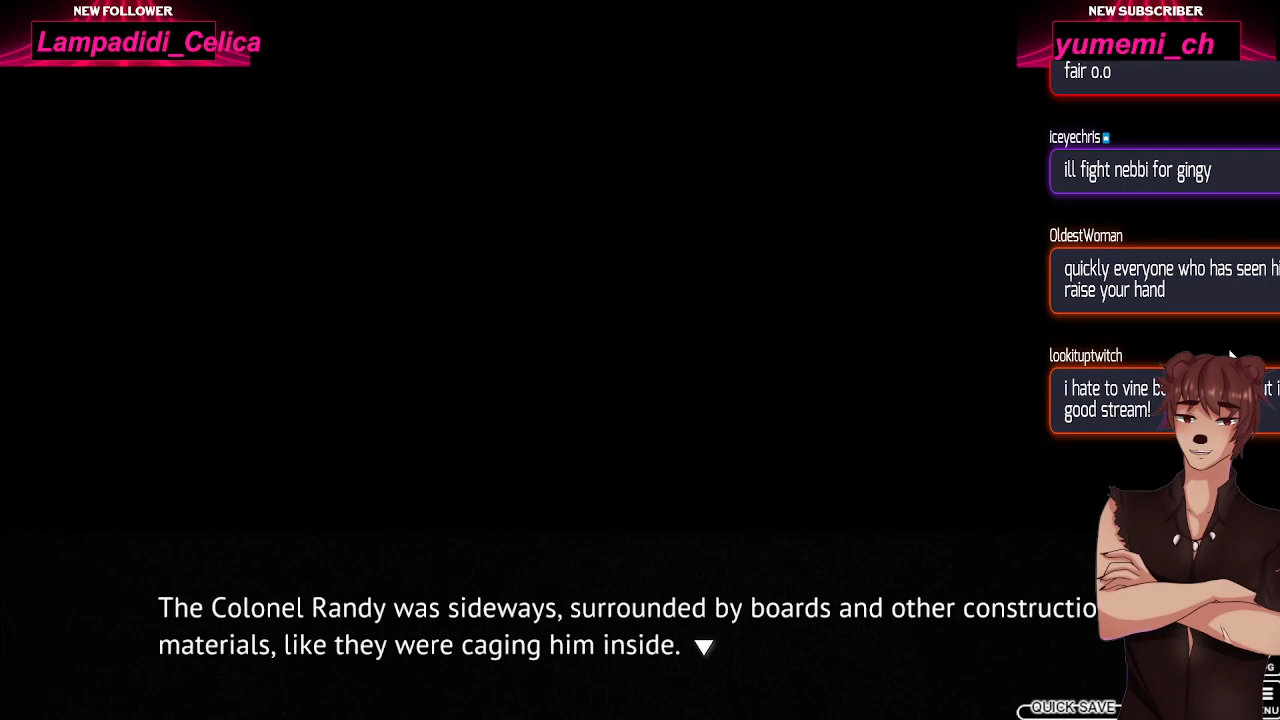 NEW FOLLOWER
Lampadidi_Celica
NEW SUBSCRIBER
yumemi_ch
fair o.o
iceyechris
ill fight nebbi for gingy
OldestWoman
quickly everyone who has seen
raise your hand
lookituptwitch
i hate to vine
good stream!
The Colonel Randy was sideways, surrounded by boards and other
materials, like they were caging him inside.
QUICK SAVE